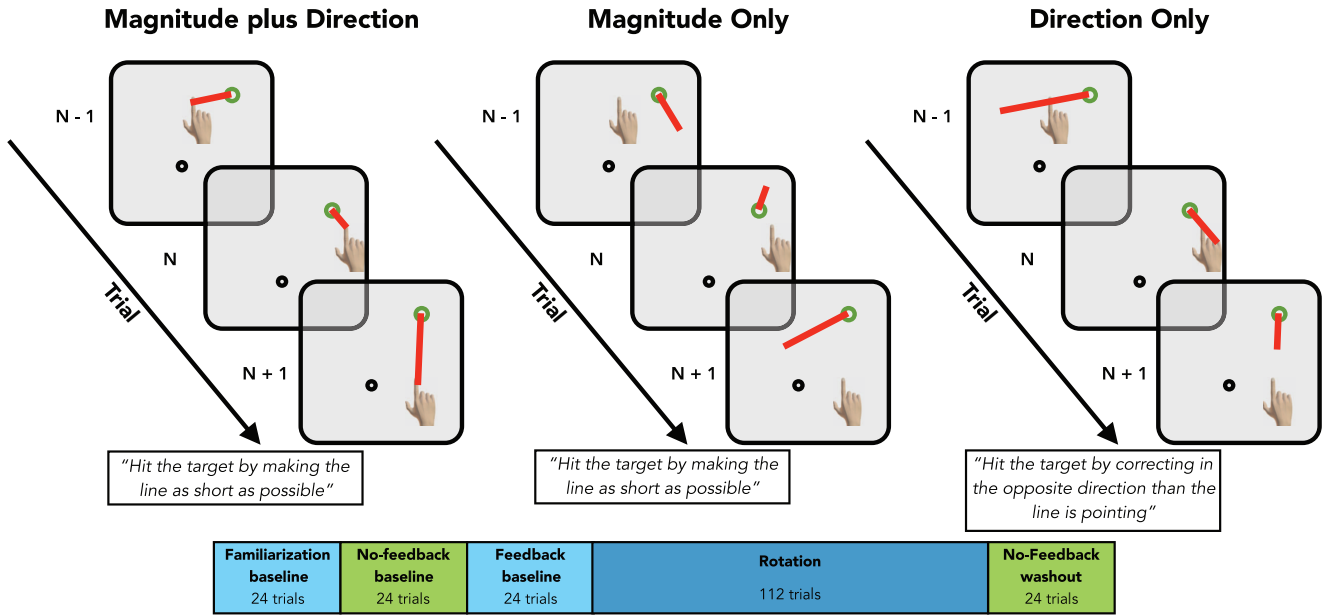 Magnitude plus Direction
N - 1
N
N + 1
Trial
“Hit the target by making the
line as short as possible”
Magnitude Only
N - 1
N
N + 1
Trial
“Hit the target by making the
line as short as possible”
Direction Only
N - 1
N
N + 1
Trial
“Hit the target by correcting in
the opposite direction than the
line is pointing”
Familiarization
baseline
24 trials
No-feedback
baseline
24 trials
Feedback
baseline
24 trials
Rotation
112 trials
No-Feedback
washout
24 trials